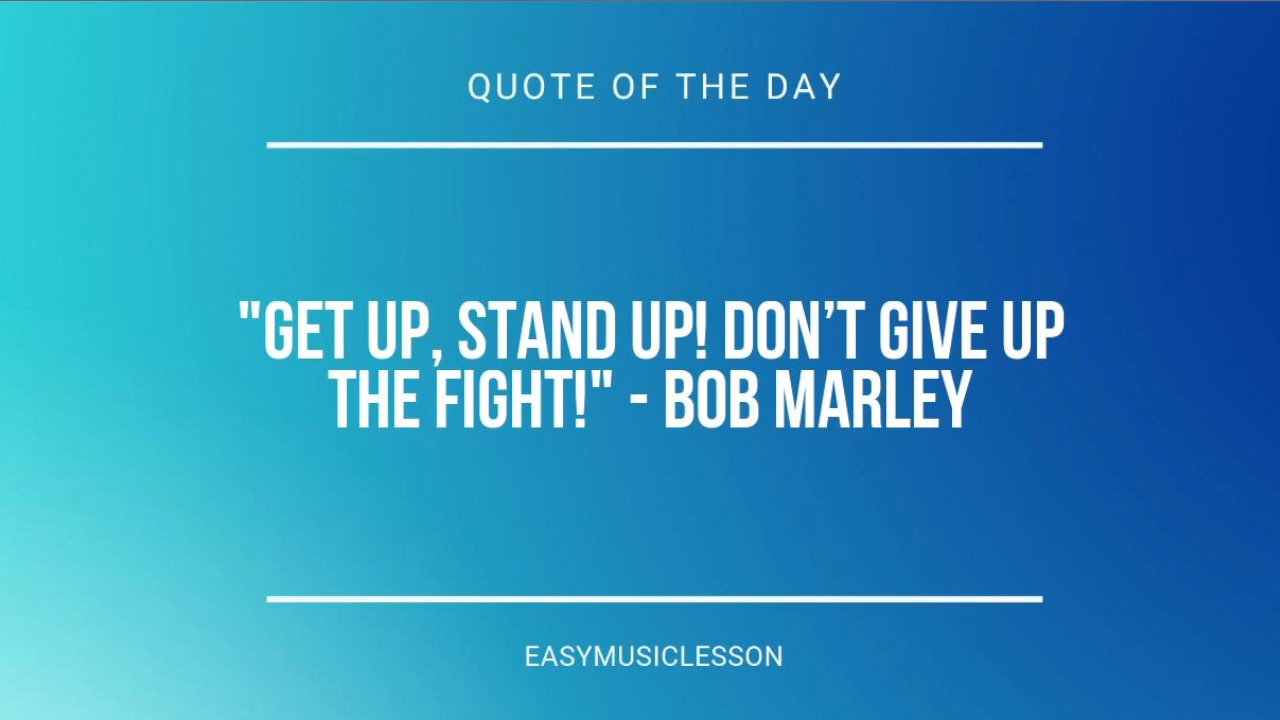 QUOTE OF THE DAY
"GET UP, STAND UP! DON’T GIVE UP
THE FIGHT!" - BOB MARLEY
EASYMUSICLESSON